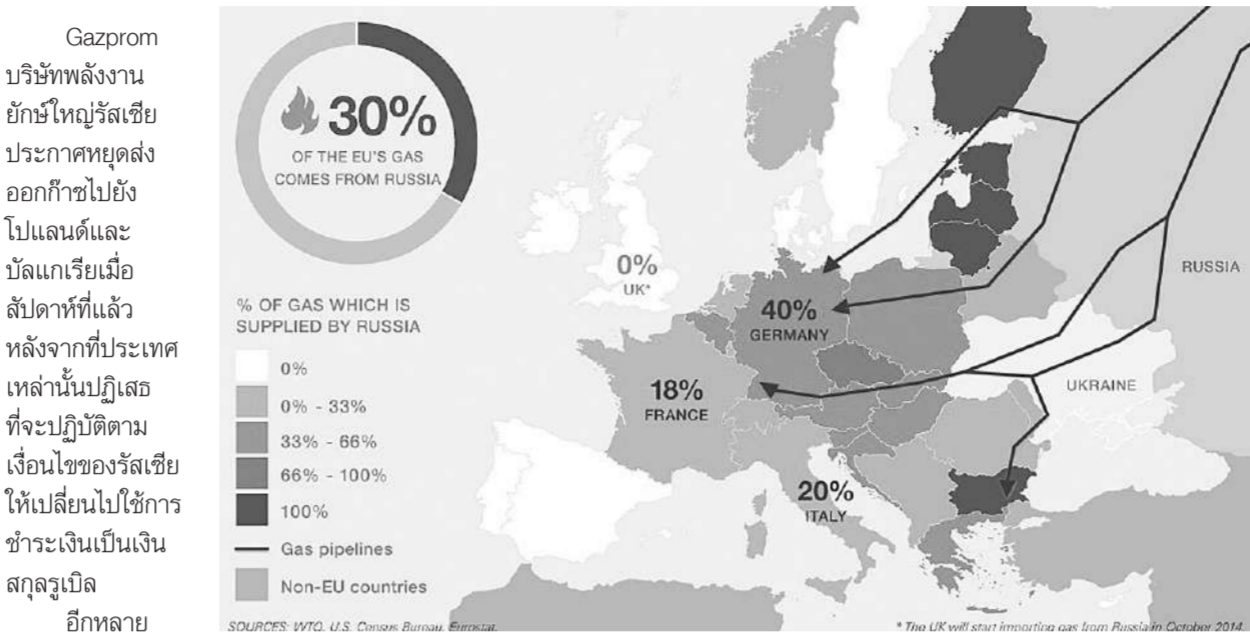 Gazprom
บริษัทพลังงาน
ยักษ์ใหญ่รัสเซีย
ประกาศหยุดส่ง
ออกก๊าซไปยัง
โปแลนด์และ
บัลแกเรียเมื่อ
สัปดาห์ที่แล้ว
หลังจากที่ประเทศ
เหล่านั้นปฏิเสธ
ที่จะปฏิบัติตาม
เงื่อนไขของรัสเซีย
ให้เปลี่ยนไปใช้การ
ชำระเงินเป็นเงิน
สกุลรูเบิล
อีกหลาย
30%
OF THE EU'S GAS
COMES FROM RUSSIA
% OF GAS WHICH IS
SUPPLIED BY RUSSIA
0%
0% - 33%
33% - 66%
66% - 100%
100%
Gas pipelines
Non-EU countries
0%
UK*
40%
GERMANY
18%
FRANCE
20%
ITALY
RUSSIA
UKRAINE
SOURCES: WTO, U.S. Census Bureau, Eurostat.
* The UK will start importing gas from Russia in October 2014.